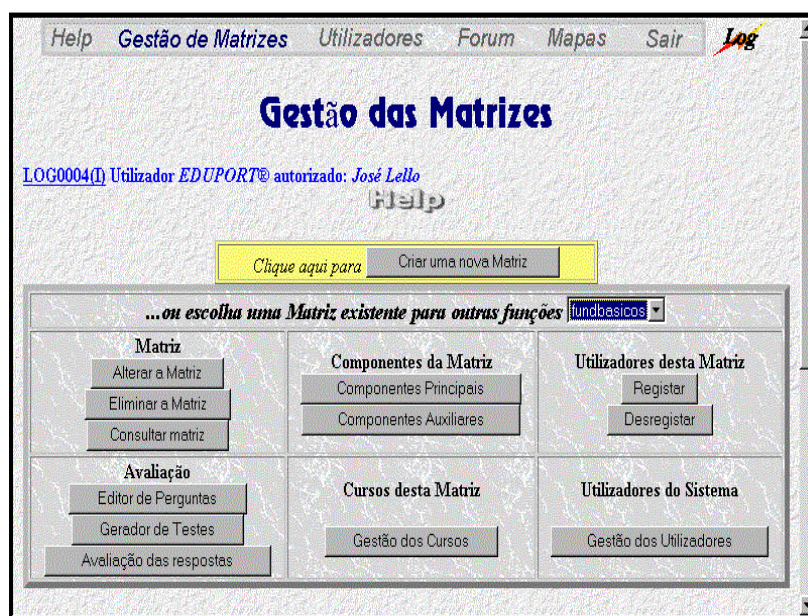 Help Gestão de Matrizes Utilizadores Forum Mapas Sair Log
Gestão das Matrizes
LOG0004(I) Utilizador EDUPORT® autorizado: José Lello
Help
Clique aqui para Criar uma nova Matriz
...ou escolha uma Matriz existente para outras funções fundbasicos
Matriz
Alterar a Matriz
Eliminar a Matriz
Consultar matriz
Componentes da Matriz
Componentes Principais
Componentes Auxiliares
Utilizadores desta Matriz
Registar
Desregistar
Avaliação
Editor de Perguntas
Gerador de Testes
Avaliação das respostas
Cursos desta Matriz
Gestão dos Cursos
Utilizadores do Sistema
Gestão dos Utilizadores